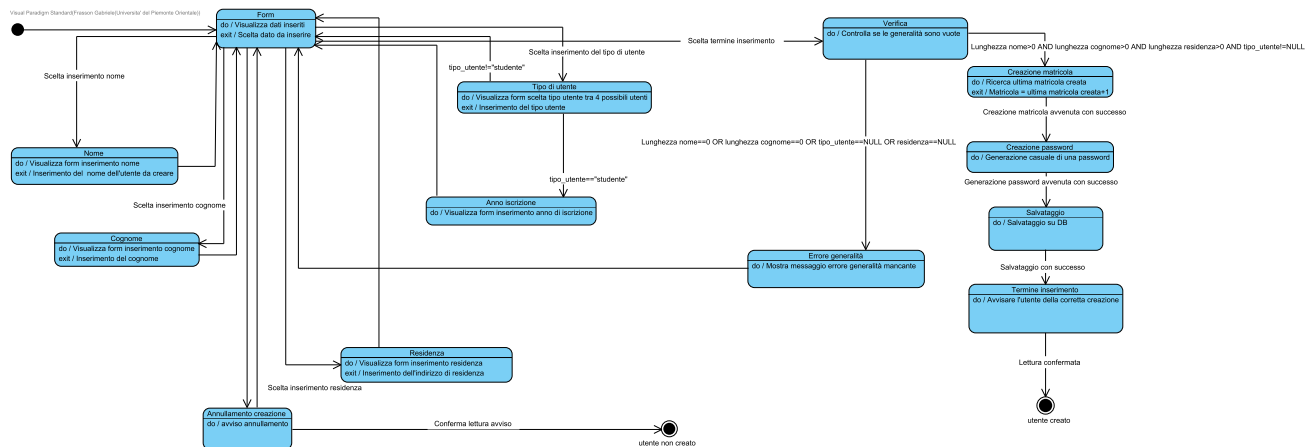 Visual Paradigm Standard(Frasson Gabriele(Universita' del Piemonte Orientale))
Form
do / Visualizza dati inseriti
exit / Scelta dato da inserire
Scelta inserimento nome
Scelta inserimento del tipo di utente
tipo_utente!="studente"
Scelta termine inserimento
Verifica
do / Controlla se le generalità sono vuote
Lunghezza nome>0 AND lunghezza cognome>0 AND lunghezza residenza>0 AND tipo_utente!=NULL
Creazione matricola
do / Ricerca ultima matricola creata
exit / Matricola = ultima matricola creata+1
Tipo di utente
do / Visualizza form scelta tipo utente tra 4 possibili utenti
exit / Inserimento del tipo utente
Creazione matricola avvenuta con successo
Lunghezza nome==0 OR lunghezza cognome==0 OR tipo_utente==NULL OR residenza==NULL
Creazione password
do / Generazione casuale di una password
Nome
do / Visualizza form inserimento nome
exit / Inserimento del  nome dell'utente da creare
tipo_utente=="studente"
Generazione password avvenuta con successo
Scelta inserimento cognome
Anno iscrizione
do / Visualizza form inserimento anno di iscrizione
Salvataggio
do / Salvataggio su DB
Cognome
do / Visualizza form inserimento cognome
exit / Inserimento del cognome
Errore generalità
do / Mostra messaggio errore generalità mancante
Salvataggio con successo
Termine inserimento
do / Avvisare l'utente della corretta creazione
Residenza
do / Visualizza form inserimento residenza
exit / Inserimento dell'indirizzo di residenza
Lettura confermata
Scelta inserimento residenza
Annullamento creazione
do / avviso annullamento
Conferma lettura avviso
utente creato
utente non creato